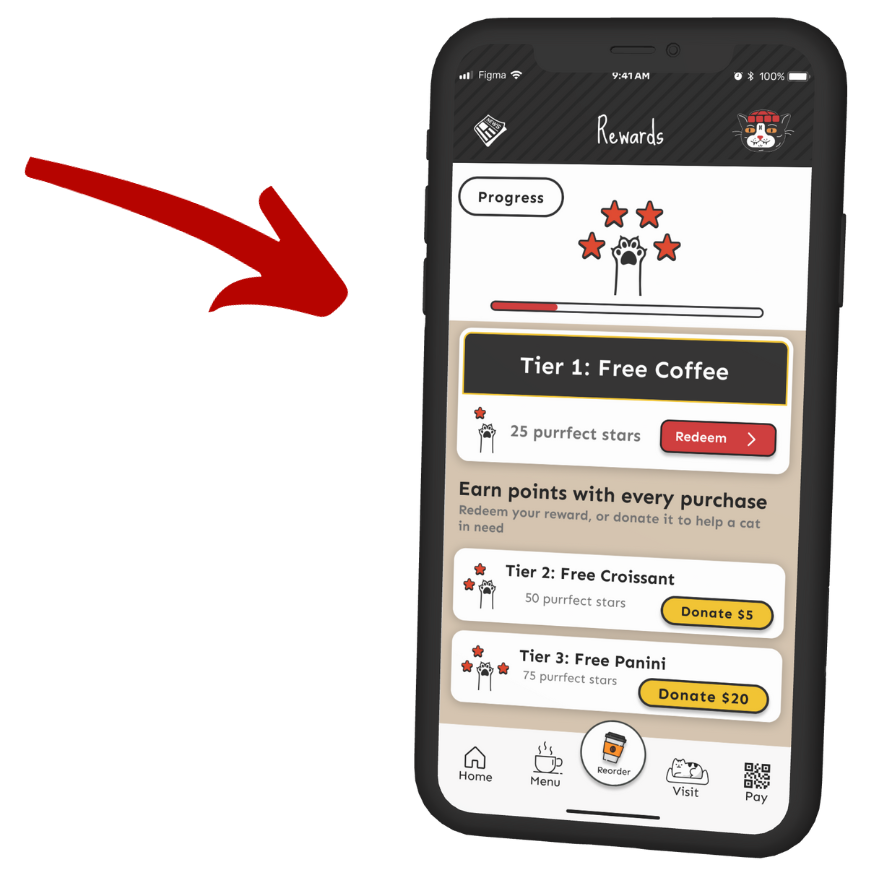 Figma
9:41 AM
100%
NEWS
Rewards
Progress
Tier 1: Free Coffee
25 purrfect stars
Redeem
Earn points with every purchase
Redeem your reward, or donate it to help a cat
in need
Tier 2: Free Croissant
50 purrfect stars
Donate $5
Tier 3: Free Panini
75 purrfect stars
Donate $20
Home
Menu
Reorder
Visit
Pay